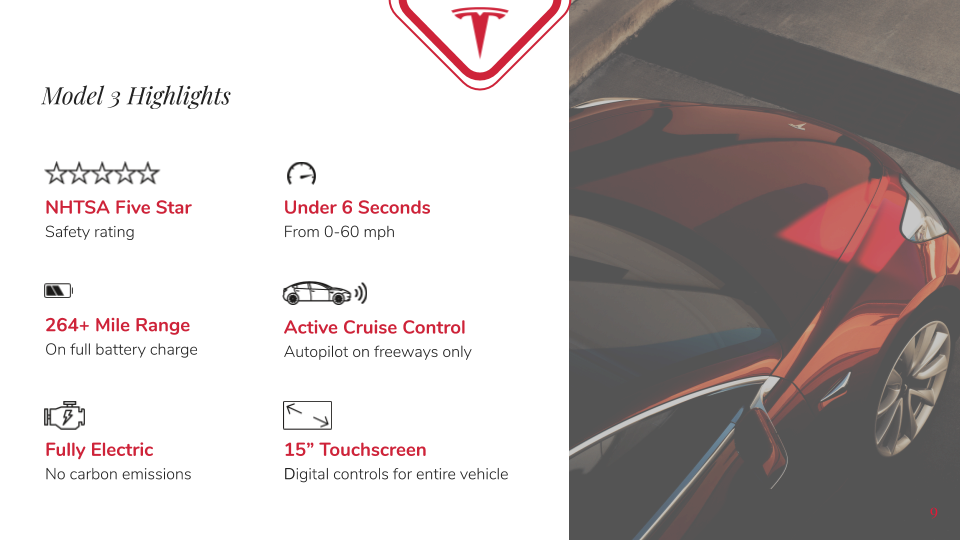 Model 3 Highlights
NHTSA Five Star
Safety rating
Under 6 Seconds
From 0-60 mph
264+ Mile Range
On full battery charge
Active Cruise Control
Autopilot on freeways only
Fully Electric
No carbon emissions
15” Touchscreen
Digital controls for entire vehicle
9